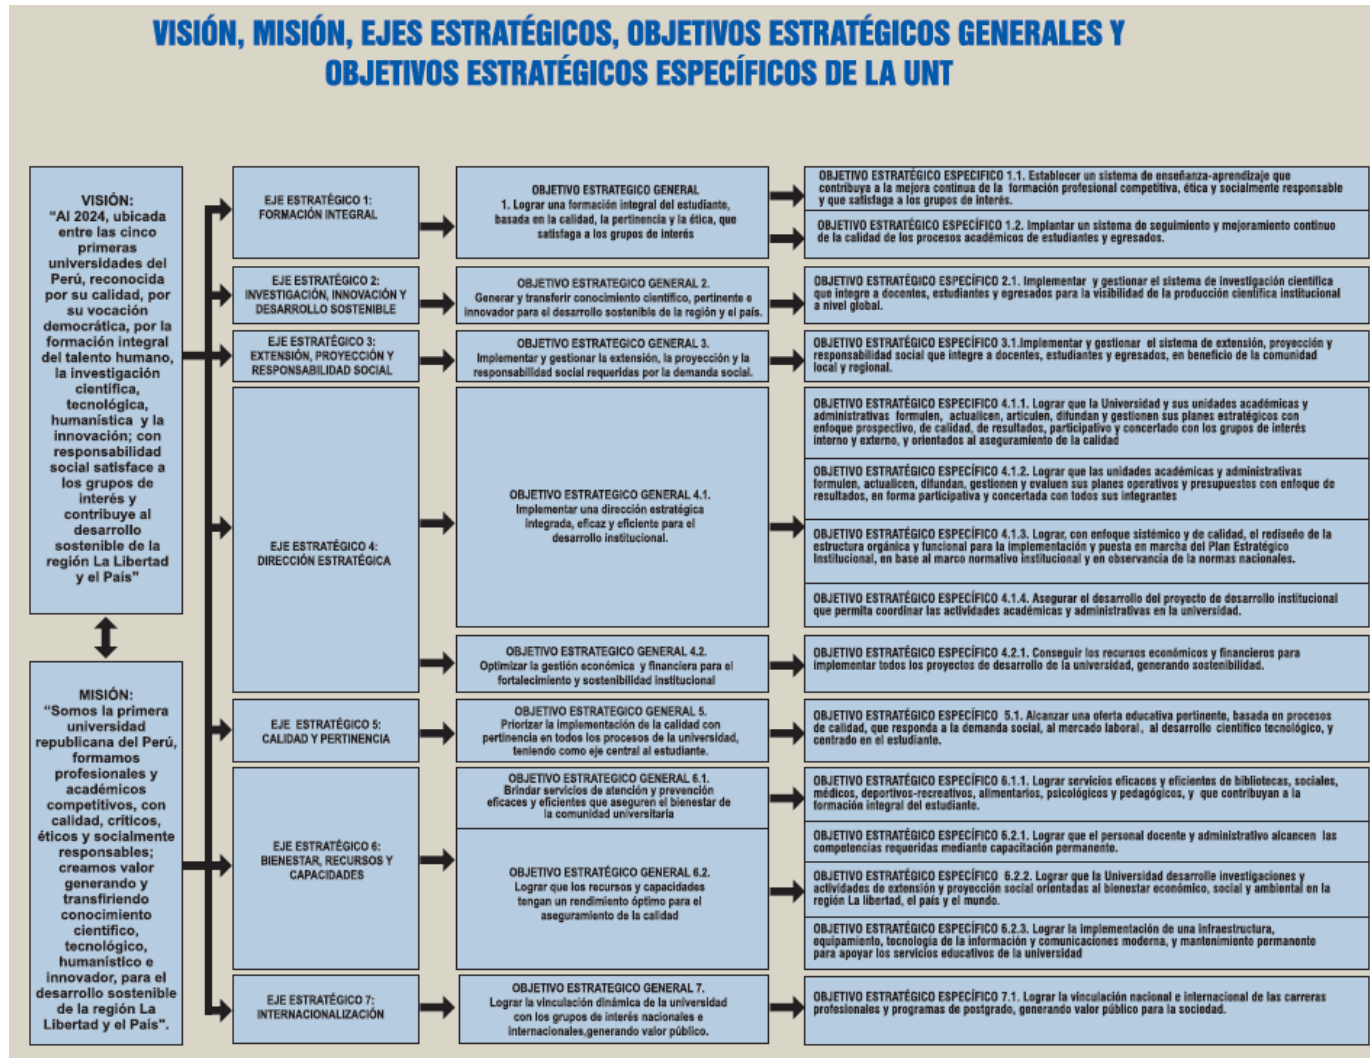 VISIÓN, MISIÓN, EJES ESTRATÉGICOS, OBJETIVOS ESTRATÉGICOS GENERALES Y
OBJETIVOS ESTRATÉGICOS ESPECÍFICOS DE LA UNT
VISIÓN:
“Al 2024, ubicada
entre las cinco
primeras
universidades del
Perú, reconocida
por su calidad, por
su vocación
democrática, por la
formación integral
del talento humano,
la investigación
científica,
tecnológica,
humanística y la
innovación; con
responsabilidad
social satisface a
los grupos de
interés y
contribuye al
desarrollo
sostenible de la
región La Libertad
y el País”
MISIÓN:
“Somos la primera
universidad
republicana del Perú,
formamos
profesionales y
académicos
competitivos, con
calidad, críticos,
éticos y socialmente
responsables;
creamos valor
generando y
transfiriendo
conocimiento
científico,
tecnológico,
humanístico e
innovador, para el
desarrollo sostenible
de la región La
Libertad y el País”.
EJE ESTRATÉGICO 1:
FORMACIÓN INTEGRAL
OBJETIVO ESTRATEGICO GENERAL
1. Lograr una formación integral del estudiante,
basada en la calidad, la pertinencia y la ética, que
satisfaga a los grupos de interés
OBJETIVO ESTRATÉGICO ESPECIFICO 1.1. Establecer un sistema de enseñanza-aprendizaje que
contribuya a la mejora continua de la formación profesional competitiva, ética y socialmente responsable
y que satisfaga a los grupos de interés.
OBJETIVO ESTRATÉGICO ESPECÍFICO 1.2. Implantar un sistema de seguimiento y mejoramiento continuo
de la calidad de los procesos académicos de estudiantes y egresados.
EJE ESTRATÉGICO 2:
INVESTIGACIÓN, INNOVACIÓN Y
DESARROLLO SOSTENIBLE
OBJETIVO ESTRATEGICO GENERAL 2.
Generar y transferir conocimiento científico, pertinente e
innovador para el desarrollo sostenible de la región y el país.
OBJETIVO ESTRATÉGICO ESPECÍFICO 2.1. Implementar y gestionar el sistema de investigación científica
que integre a docentes, estudiantes y egresados para la visibilidad de la producción científica institucional
a nivel global.
EJE ESTRATÉGICO 3:
EXTENSIÓN, PROYECCIÓN Y
RESPONSABILIDAD SOCIAL
OBJETIVO ESTRATEGICO GENERAL 3.
Implementar y gestionar la extensión, la proyección y la
responsabilidad social requeridas por la demanda social.
OBJETIVO ESTRATÉGICO ESPECÍFICO 3.1.Implementar y gestionar el sistema de extensión, proyección y
responsabilidad social que integre a docentes, estudiantes y egresados, en beneficio de la comunidad
local y regional.
EJE ESTRATÉGICO 4:
DIRECCIÓN ESTRATÉGICA
OBJETIVO ESTRATEGICO GENERAL 4.1.
Implementar una dirección estratégica
integrada, eficaz y eficiente para el
desarrollo institucional.
OBJETIVO ESTRATÉGICO ESPECIFICO 4.1.1. Lograr que la Universidad y sus unidades académicas y
administrativas formulen, actualicen, articulen, difundan y gestionen sus planes estratégicos con
enfoque prospectivo, de calidad, de resultados, participativo y concertado con los grupos de interés
interno y externo, y orientados al aseguramiento de la calidad
OBJETIVO ESTRATÉGICO ESPECÍFICO 4.1.2. Lograr que las unidades académicas y administrativas
formulen, actualicen, difundan, gestionen y evaluen sus planes operativos y presupuestos con enfoque de
resultados, en forma participativa y concertada con todos sus integrantes
OBJETIVO ESTRATÉGICO ESPECÍFICO 4.1.3. Lograr, con enfoque sistémico y de calidad, el rediseño de la
estructura orgánica y funcional para la implementación y puesta en marcha del Plan Estratégico
Institucional, en base al marco normativo institucional y en observancia de la normas nacionales.
OBJETIVO ESTRATÉGICO ESPECÍFICO 4.1.4. Asegurar el desarrollo del proyecto de desarrollo institucional
que permita coordinar las actividades académicas y administrativas en la universidad.
OBJETIVO ESTRATEGICO GENERAL 4.2.
Optimizar la gestión económica y financiera para el
fortalecimiento y sostenibilidad institucional
OBJETIVO ESTRATÉGICO ESPECÍFICO 4.2.1. Conseguir los recursos económicos y financieros para
implementar todos los proyectos de desarrollo de la universidad, generando sostenibilidad.
EJE ESTRATÉGICO 5:
CALIDAD Y PERTINENCIA
OBJETIVO ESTRATEGICO GENERAL 5.
Priorizar la implementación de la calidad con
pertinencia en todos los procesos de la universidad,
teniendo como eje central al estudiante.
OBJETIVO ESTRATÉGICO ESPECÍFICO 5.1. Alcanzar una oferta educativa pertinente, basada en procesos
de calidad, que responda a la demanda social, al mercado laboral, al desarrollo científico tecnológico, y
centrado en el estudiante.
EJE ESTRATÉGICO 6:
BIENESTAR, RECURSOS Y
CAPACIDADES
OBJETIVO ESTRATEGICO GENERAL 6.1.
Brindar servicios de atención y prevención
eficaces y eficientes que aseguren el bienestar de
la comunidad universitaria
OBJETIVO ESTRATÉGICO ESPECÍFICO 6.1.1. Lograr servicios eficaces y eficientes de bibliotecas, sociales,
médicos, deportivos-recreativos, alimentarios, psicológicos y pedagógicos, y que contribuyan a la
formación integral del estudiante.
OBJETIVO ESTRATÉGICO GENERAL 6.2.
Lograr que los recursos y capacidades
tengan un rendimiento óptimo para el
aseguramiento de la calidad
OBJETIVO ESTRATÉGICO ESPECÍFICO 6.2.1. Lograr que el personal docente y administrativo alcancen las
competencias requeridas mediante capacitación permanente.
OBJETIVO ESTRATÉGICO ESPECÍFICO 6.2.2. Lograr que la Universidad desarrolle investigaciones y
actividades de extensión y proyección social orientadas al bienestar económico, social y ambiental en la
región La libertad, el país y el mundo.
OBJETIVO ESTRATÉGICO ESPECÍFICO 6.2.3. Lograr la implementación de una infraestructura,
equipamiento, tecnología de la información y comunicaciones moderna, y mantenimiento permanente
para apoyar los servicios educativos de la universidad
EJE ESTRATÉGICO 7:
INTERNACIONALIZACIÓN
OBJETIVO ESTRATEGICO GENERAL 7.
Lograr la vinculación dinámica de la universidad
con los grupos de interés nacionales e
internacionales,generando valor público.
OBJETIVO ESTRATÉGICO ESPECÍFICO 7.1. Lograr la vinculación nacional e internacional de las carreras
profesionales y programas de postgrado, generando valor público para la sociedad.